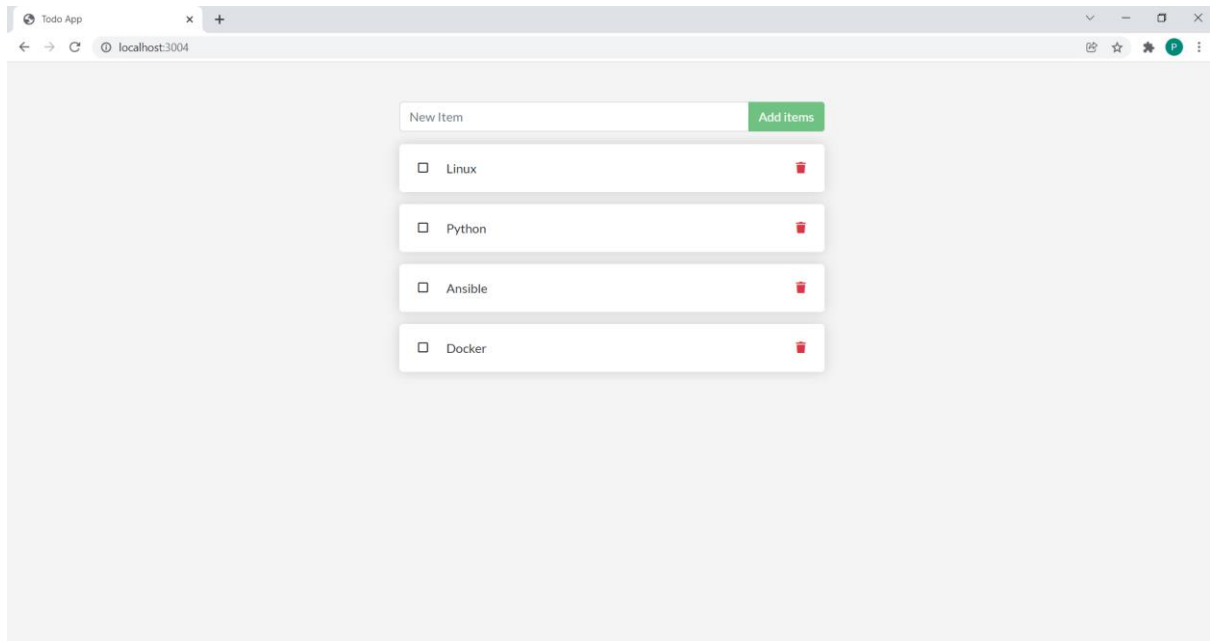 Todo App
localhost:3004
P
New Item Add items
Linux
Python
Ansible
Docker